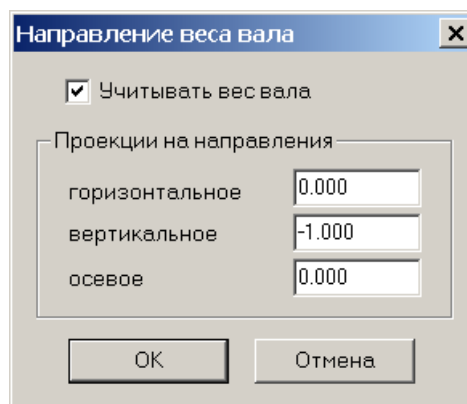 Направление веса вала
Учитывать вес вала
Проекции на направления
горизонтальное 0.000
вертикальное -1.000
осевое 0.000
OK Отмена